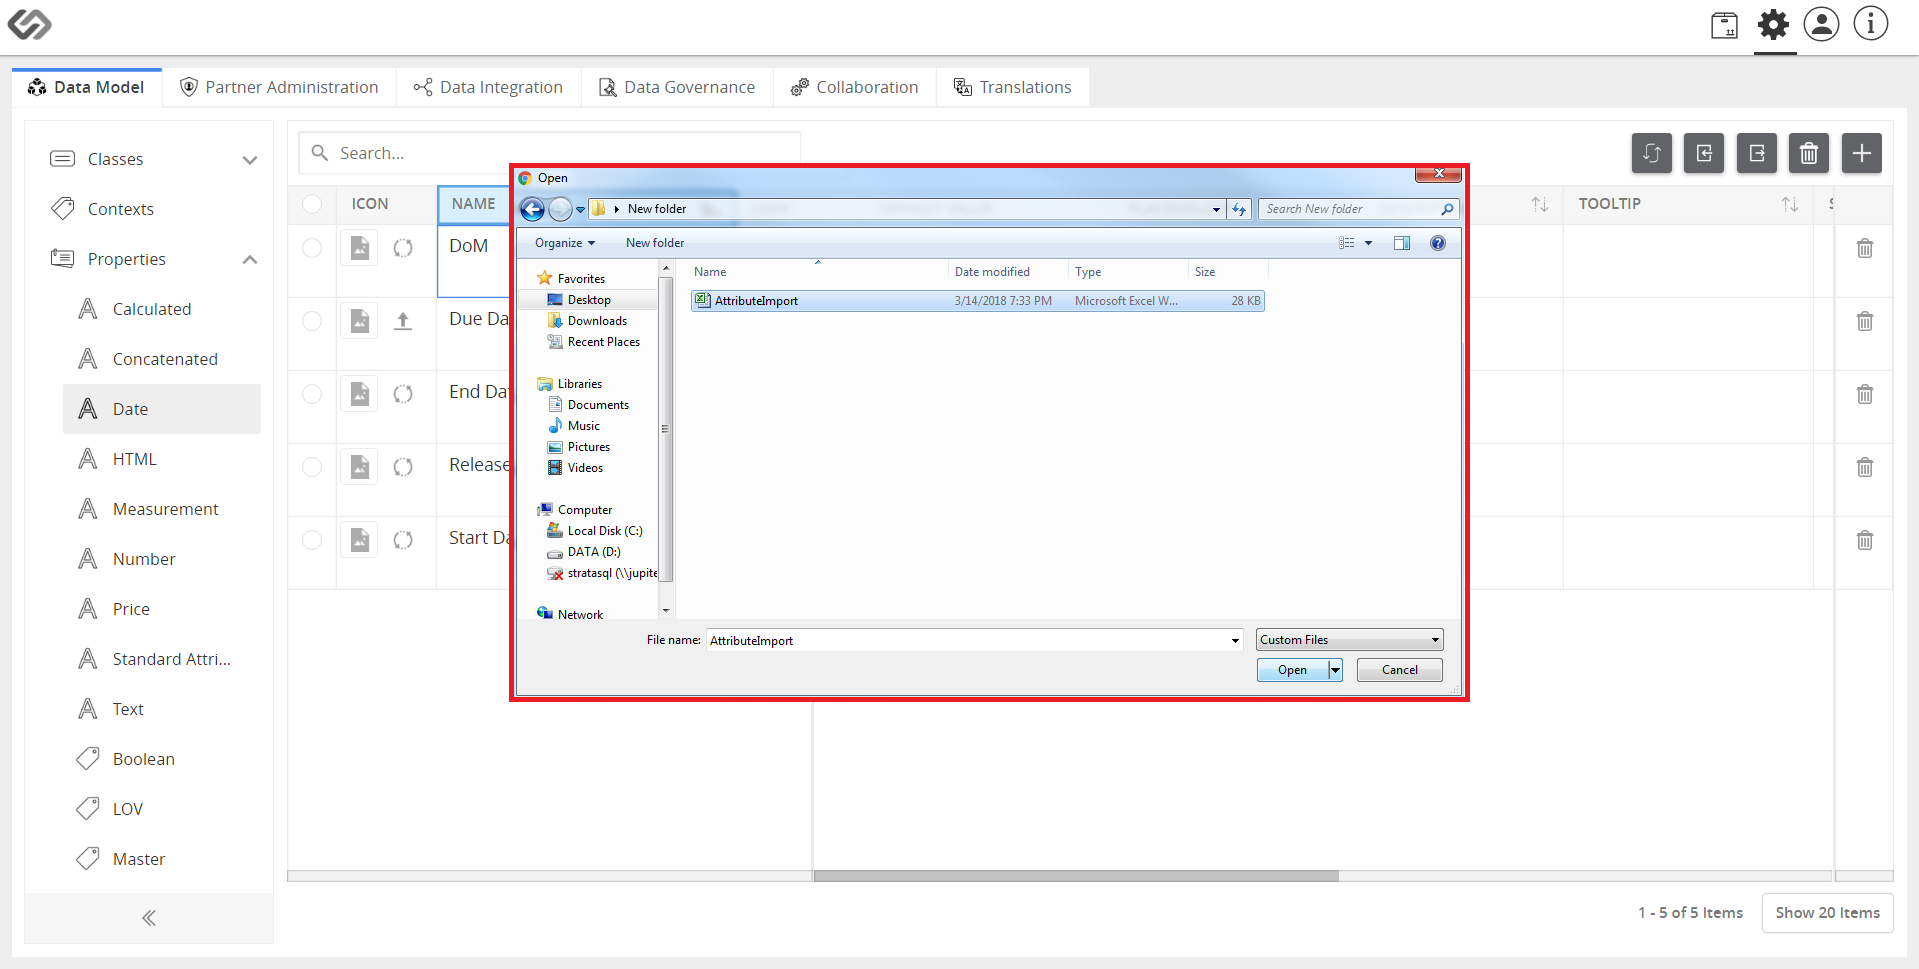 Data Model
Partner Administration
Data Integration
Data Governance
Collaboration
Translations
Classes
Contexts
Properties
Calculated
Concatenated
Date
HTML
Measurement
Number
Price
Standard Attri...
Text
Boolean
LOV
Master
Search...
ICON
NAME
TOOLTIP
DoM
Due Da
End Dat
Release
Start Da
Open
New folder
Search New folder
Organize
New folder
Favorites
Desktop
Downloads
Recent Places
Libraries
Documents
Music
Pictures
Videos
Computer
Local Disk (C:)
DATA (D:)
stratasql (\\jupite
Network
Name Date modified Type Size
AttributeImport 3/14/2018 7:33 PM Microsoft Excel W... 28 KB
File name: AttributeImport
Custom Files
Open
Cancel
1 - 5 of 5 Items
Show 20 Items